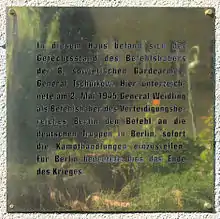 In diesem Haus befand sich der
Gefechtsstand des Befehlshabers
der 8. sowjetischen Gardearmee,
General Tschuikow. Hier unterzeich-
nete am 2. Mai 1945 General Weidling
als Befehlshaber des Verteidigungsbe-
reiches Berlin den Befehl an die
deutschen Truppen in Berlin, sofort
die Kampfhandlungen einzustellen.
Für Berlin bedeutete dies das Ende
des Krieges.